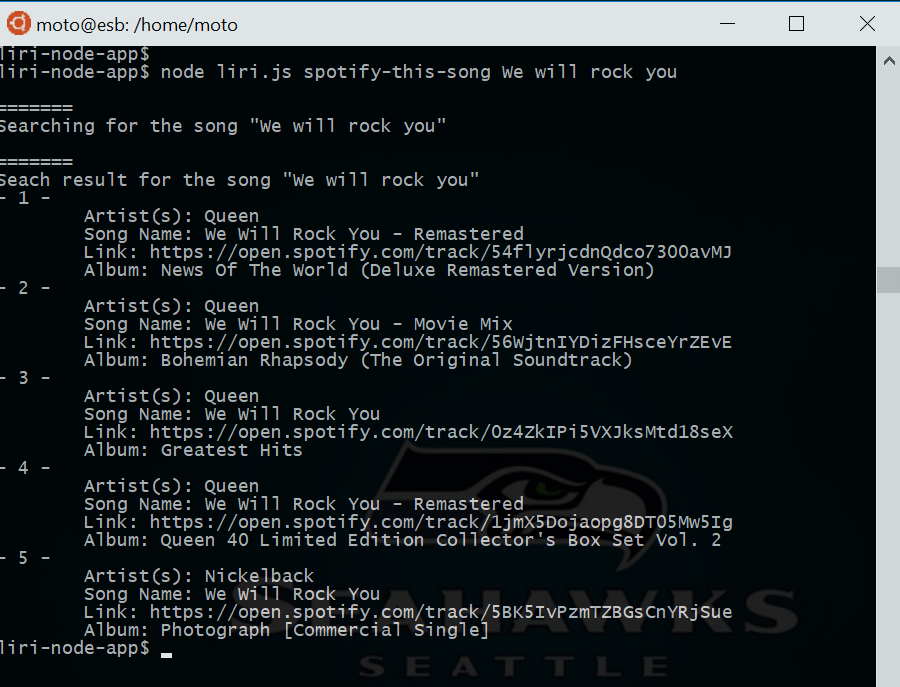 moto@esb: /home/moto
liri-node-app$
liri-node-app$ node liri.js spotify-this-song We will rock you
=======
Searching for the song "We will rock you"
=======
Seach result for the song "We will rock you"
- 1 -
Artist(s): Queen
Song Name: We Will Rock You - Remastered
Link: https://open.spotify.com/track/54flyrjcdnQdco7300avMJ
Album: News Of The World (Deluxe Remastered Version)
- 2 -
Artist(s): Queen
Song Name: We Will Rock You - Movie Mix
Link: https://open.spotify.com/track/56WjtnIYDizFHsceYrZEvE
Album: Bohemian Rhapsody (The Original Soundtrack)
- 3 -
Artist(s): Queen
Song Name: We Will Rock You
Link: https://open.spotify.com/track/0z4ZkIPi5VXJksMtd18seX
Album: Greatest Hits
- 4 -
Artist(s): Queen
Song Name: We Will Rock You - Remastered
Link: https://open.spotify.com/track/1jmX5Dojaopg8DTO5Mw5Ig
Album: Queen 40 Limited Edition Collector's Box Set Vol. 2
- 5 -
Artist(s): Nickelback
Song Name: We Will Rock You
Link: https://open.spotify.com/track/5BK5IvPzmTZBGsCnYRjSue
Album: Photograph [Commercial Single]
liri-node-app$
SEAHAWKS
SEATTLE